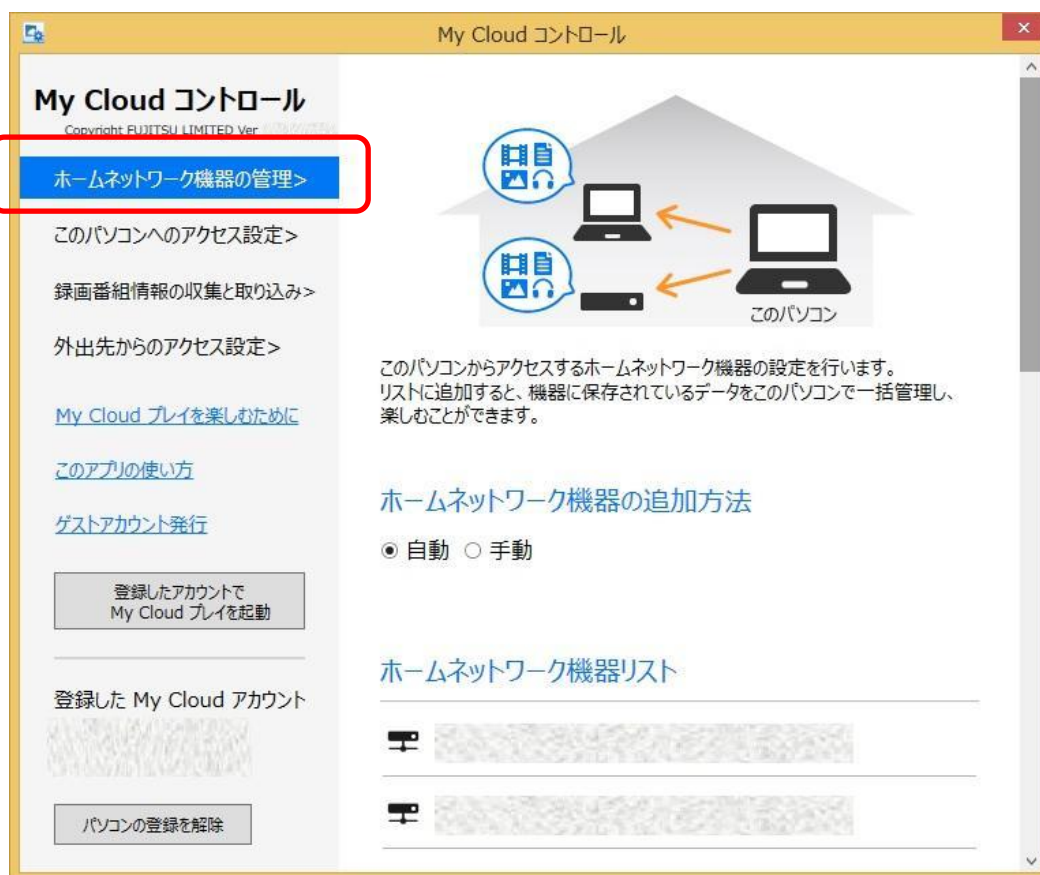 My Cloud コントロール
My Cloud コントロール
Copyright FUJITSU LIMITED Ver
ホームネットワーク機器の管理>
このパソコンへのアクセス設定>
録画番組情報の収集と取り込み>
外出先からのアクセス設定>
My Cloud プレイを楽しむために
このアプリの使い方
ゲストアカウント発行
登録したアカウントで
My Cloud プレイを起動
登録した My Cloud アカウント
パソコンの登録を解除
このパソコン
このパソコンからアクセスするホームネットワーク機器の設定を行います。
リストに追加すると、機器に保存されているデータをこのパソコンで一括管理し、
楽しむことができます。
ホームネットワーク機器の追加方法
自動 手動
ホームネットワーク機器リスト